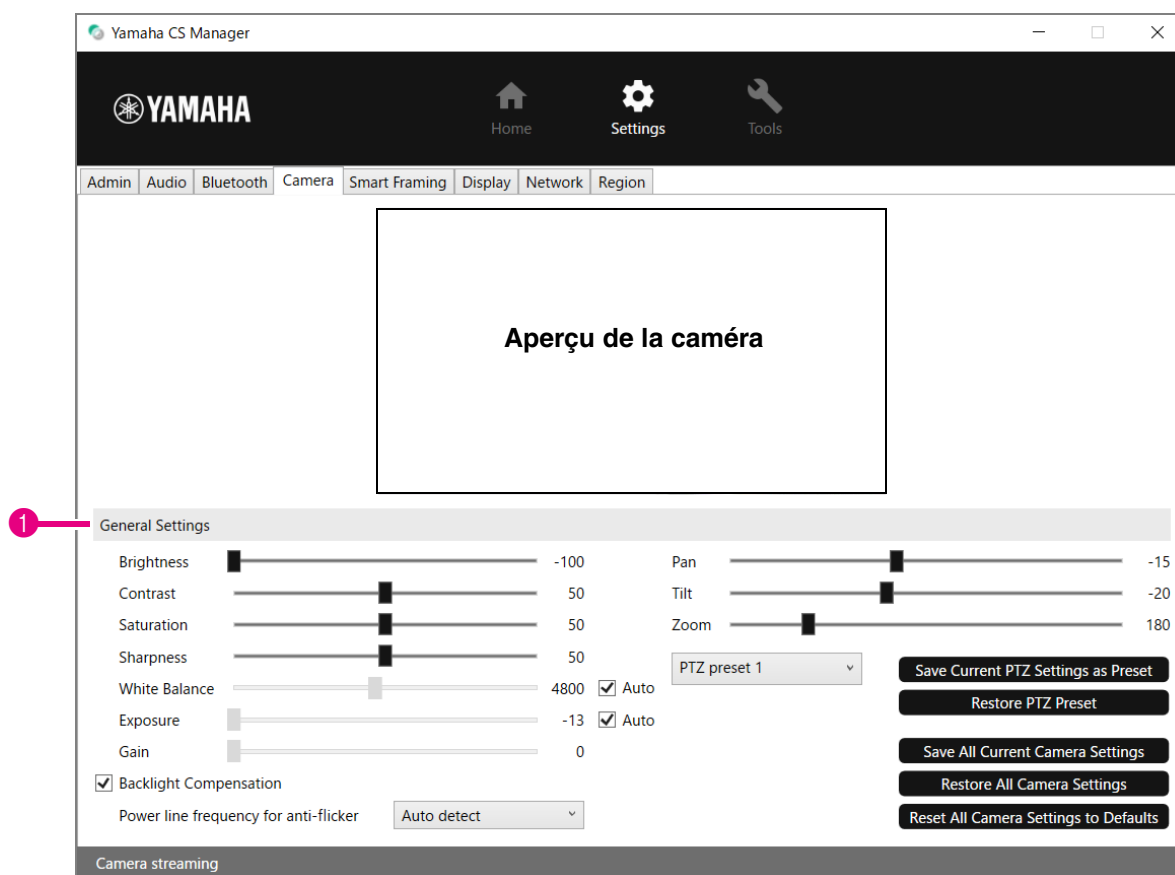 Yamaha CS Manager
YAMAHA
Home
Settings
Tools
Admin Audio Bluetooth Camera Smart Framing Display Network Region
Aperçu de la caméra
1
General Settings
Brightness -100
Contrast 50
Saturation 50
Sharpness 50
White Balance 4800 Auto
Exposure -13 Auto
Gain 0
Backlight Compensation
Power line frequency for anti-flicker Auto detect
Pan -15
Tilt -20
Zoom 180
PTZ preset 1
Save Current PTZ Settings as Preset
Restore PTZ Preset
Save All Current Camera Settings
Restore All Camera Settings
Reset All Camera Settings to Defaults
Camera streaming